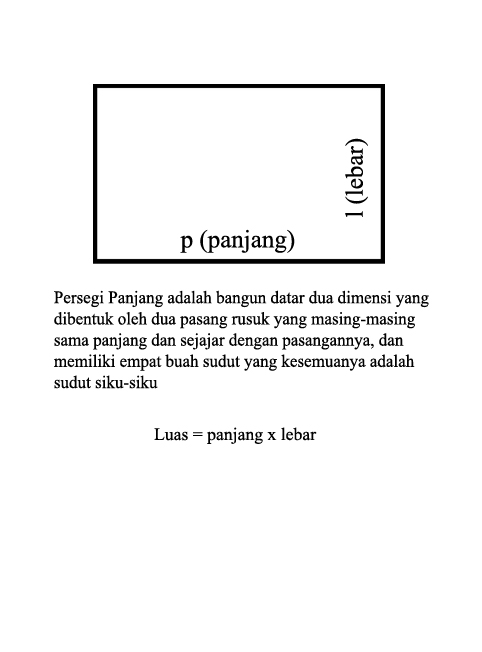 l (lebar)
p (panjang)
Persegi Panjang adalah bangun datar dua dimensi yang
dibentuk oleh dua pasang rusuk yang masing-masing
sama panjang dan sejajar dengan pasangannya, dan
memiliki empat buah sudut yang kesemuanya adalah
sudut siku-siku
Luas = panjang x lebar